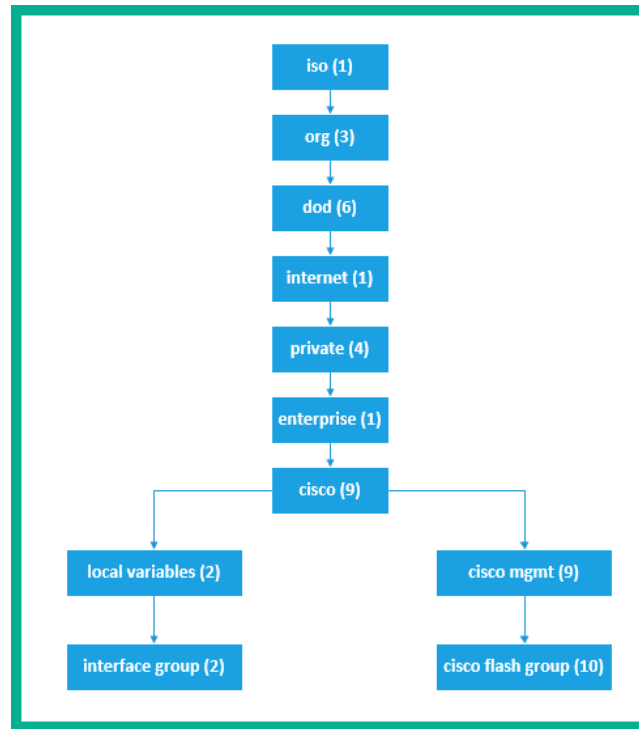 iso (1)
org (3)
dod (6)
internet (1)
private (4)
enterprise (1)
cisco (9)
local variables (2)
cisco mgmt (9)
interface group (2)
cisco flash group (10)